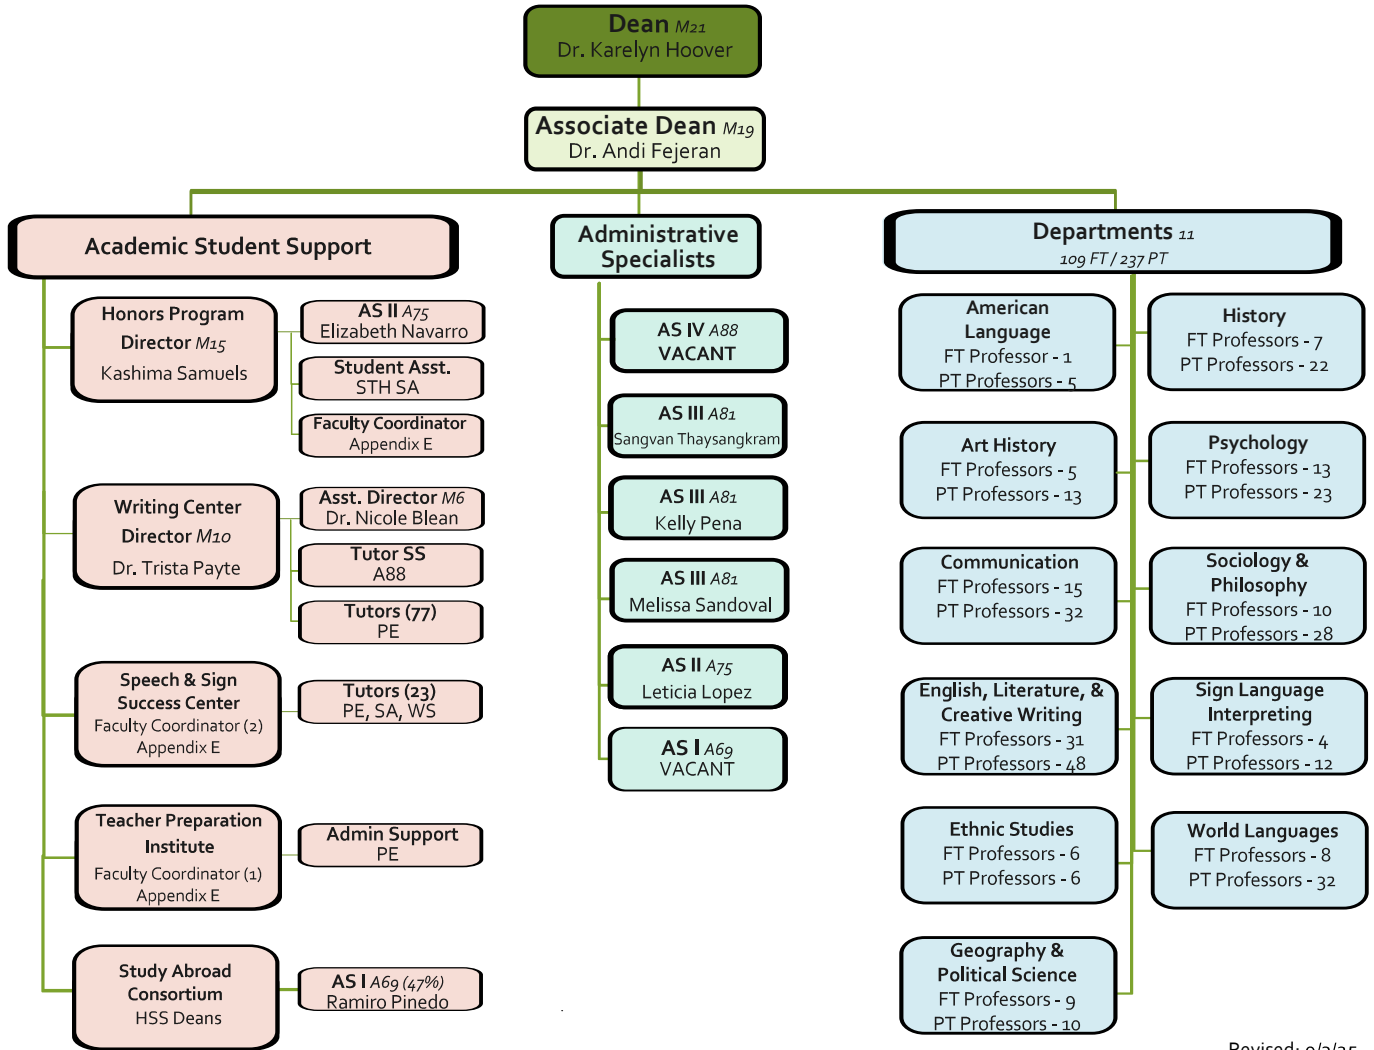 Dean M21
Dr. Karelyn Hoover
Associate Dean M19
Dr. Andi Fejeran
Academic Student Support
Honors Program
Director M15
Kashima Samuels
AS II A75
Elizabeth Navarro
Student Asst.
STH SA
Faculty Coordinator
Appendix E
Writing Center
Director M10
Dr. Trista Payte
Asst. Director M6
Dr. Nicole Blean
Tutor SS
A88
Tutors (77)
PE
Speech & Sign
Success Center
Faculty Coordinator (2)
Appendix E
Tutors (23)
PE, SA, WS
Teacher Preparation
Institute
Faculty Coordinator (1)
Appendix E
Admin Support
PE
Study Abroad
Consortium
HSS Deans
AS I A69 (47%)
Ramiro Pinedo
Administrative
Specialists
AS IV A88
VACANT
AS III A81
Sangvan Thaysangkram
AS III A81
Kelly Pena
AS III A81
Melissa Sandoval
AS II A75
Leticia Lopez
AS I A69
VACANT
Departments 11
109 FT / 237 PT
American
Language
FT Professor - 1
PT Professors - 5
History
FT Professors - 7
PT Professors - 22
Art History
FT Professors - 5
PT Professors - 13
Psychology
FT Professors - 13
PT Professors - 23
Communication
FT Professors - 15
PT Professors - 32
Sociology &
Philosophy
FT Professors - 10
PT Professors - 28
English, Literature, &
Creative Writing
FT Professors - 31
PT Professors - 48
Sign Language
Interpreting
FT Professors - 4
PT Professors - 12
Ethnic Studies
FT Professors - 6
PT Professors - 6
World Languages
FT Professors - 8
PT Professors - 32
Geography &
Political Science
FT Professors - 9
PT Professors - 10
Revised: